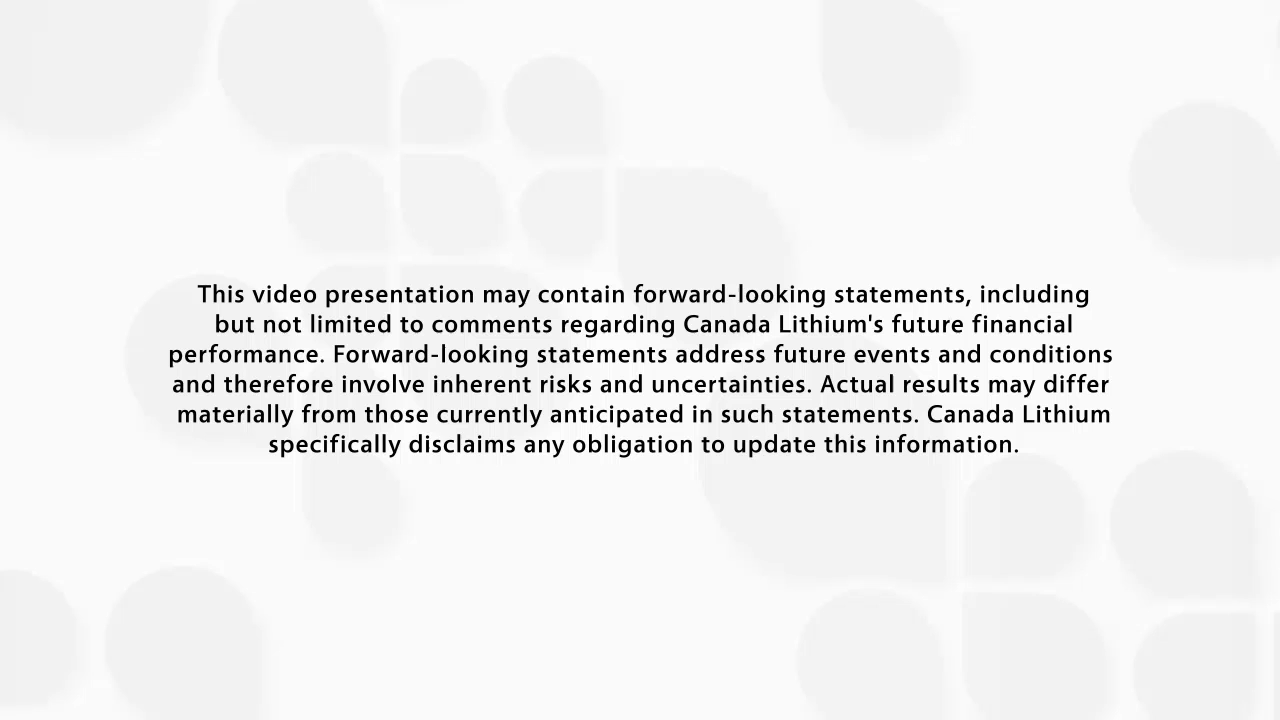 This video presentation may contain forward-looking statements, including
but not limited to comments regarding Canada Lithium's future financial
performance. Forward-looking statements address future events and conditions
and therefore involve inherent risks and uncertainties. Actual results may differ
materially from those currently anticipated in such statements. Canada Lithium
specifically disclaims any obligation to update this information.